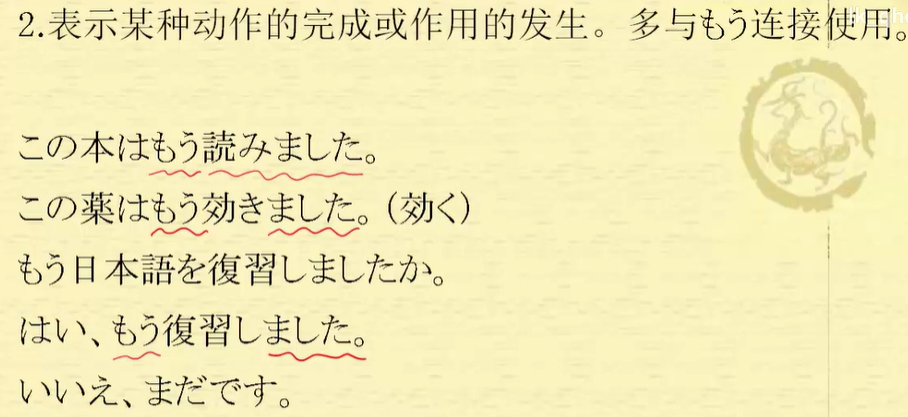 2.表示某种动作的完成或作用的发生。多与もう连接使用。
この本はもう読みました。
この薬はもう効きました。(効く)
もう日本語を復習しましたか。
はい、もう復習しました。
いいえ、まだです。